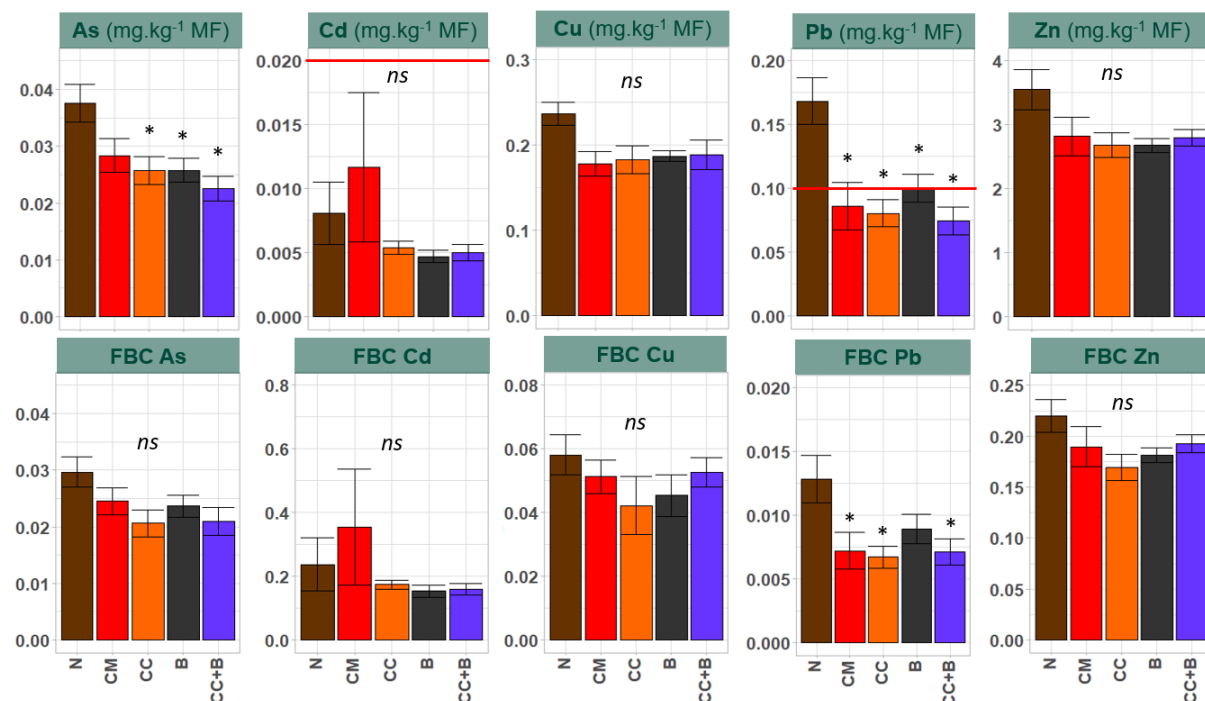 As (mg.kg⁻¹ MF) Cd (mg.kg⁻¹ MF) Cu (mg.kg⁻¹ MF) Pb (mg.kg⁻¹ MF) Zn (mg.kg⁻¹ MF)
0.04
0.03
0.02
0.01
0.00
* * *
0.020
0.015
0.010
0.005
0.000
ns
0.3
0.2
0.1
0.0
ns
0.20
0.15
0.10
0.05
0.00
* * * *
4
3
2
1
0
ns
FBC As FBC Cd FBC Cu FBC Pb FBC Zn
0.04
0.03
0.02
0.01
0.00
ns
0.8
0.6
0.4
0.2
0.0
ns
0.08
0.06
0.04
0.02
0.00
ns
0.020
0.015
0.010
0.005
0.000
* * *
0.25
0.20
0.15
0.10
0.05
0.00
ns
N CM CC B CC+B
N CM CC B CC+B
N CM CC B CC+B
N CM CC B CC+B
N CM CC B CC+B